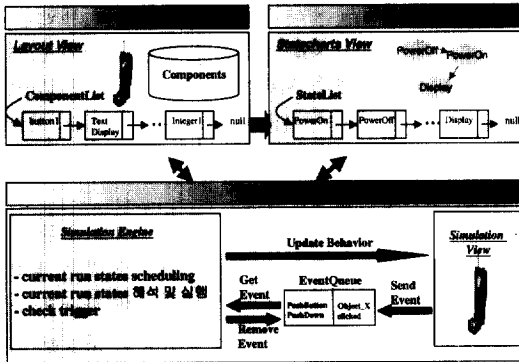 Layout View
Components
ComponentList
button1
Text
Display
...
Integer1
null
Statecharts View
PowerOff
PowerOn
Display
StateList
PowerOn
PowerOff
...
Display
null
Simulation Engine
- current run states scheduling
- current run states 해석 및 실행
- check trigger
Update Behavior
Get
Event
Remove
Event
EventQueue
PushButton
PushDown
Object_X
clicked
Send
Event
Simulation
View